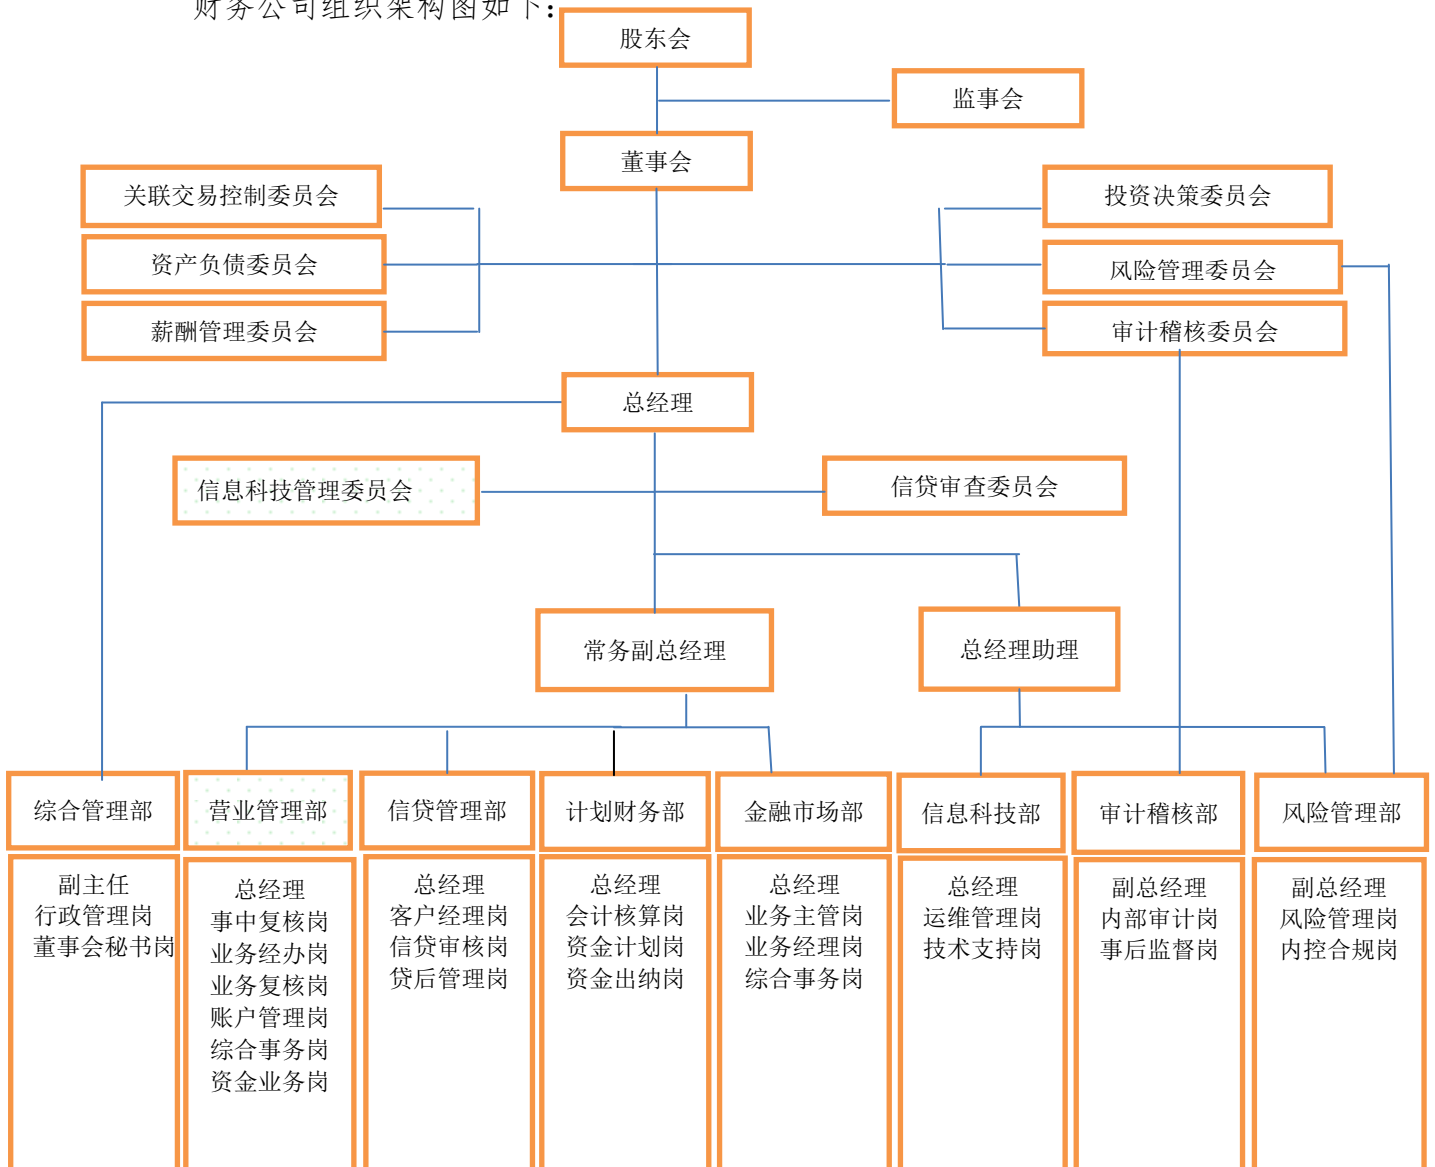 财务公司组织架构图如下：
股东会
监事会
董事会
关联交易控制委员会
投资决策委员会
资产负债委员会
风险管理委员会
薪酬管理委员会
审计稽核委员会
总经理
信息科技管理委员会
信贷审查委员会
常务副总经理
总经理助理
综合管理部
营业管理部
信贷管理部
计划财务部
金融市场部
信息科技部
审计稽核部
风险管理部
副主任
行政管理岗
董事会秘书岗
总经理
事中复核岗
业务经办岗
业务复核岗
账户管理岗
综合事务岗
资金业务岗
总经理
客户经理岗
信贷审核岗
贷后管理岗
总经理
会计核算岗
资金计划岗
资金出纳岗
总经理
业务主管岗
业务经理岗
综合事务岗
总经理
运维管理岗
技术支持岗
副总经理
内部审计岗
事后监督岗
副总经理
风险管理岗
内控合规岗